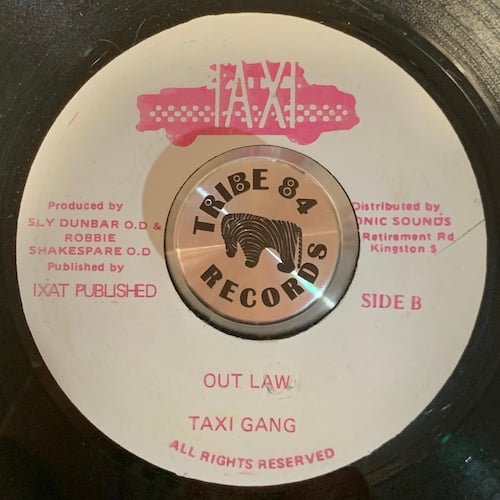 TAXI
Produced by
SLY DUNBAR O.D &
ROBBIE
SHAKESPARE O.D
Published by
IXAT PUBLISHED
TRIBE 84
RECORDS
Distributed by
ONIC SOUNDS
Retirement Rd
Kingston 5
SIDE B
OUT LAW
TAXI GANG
ALL RIGHTS RESERVED